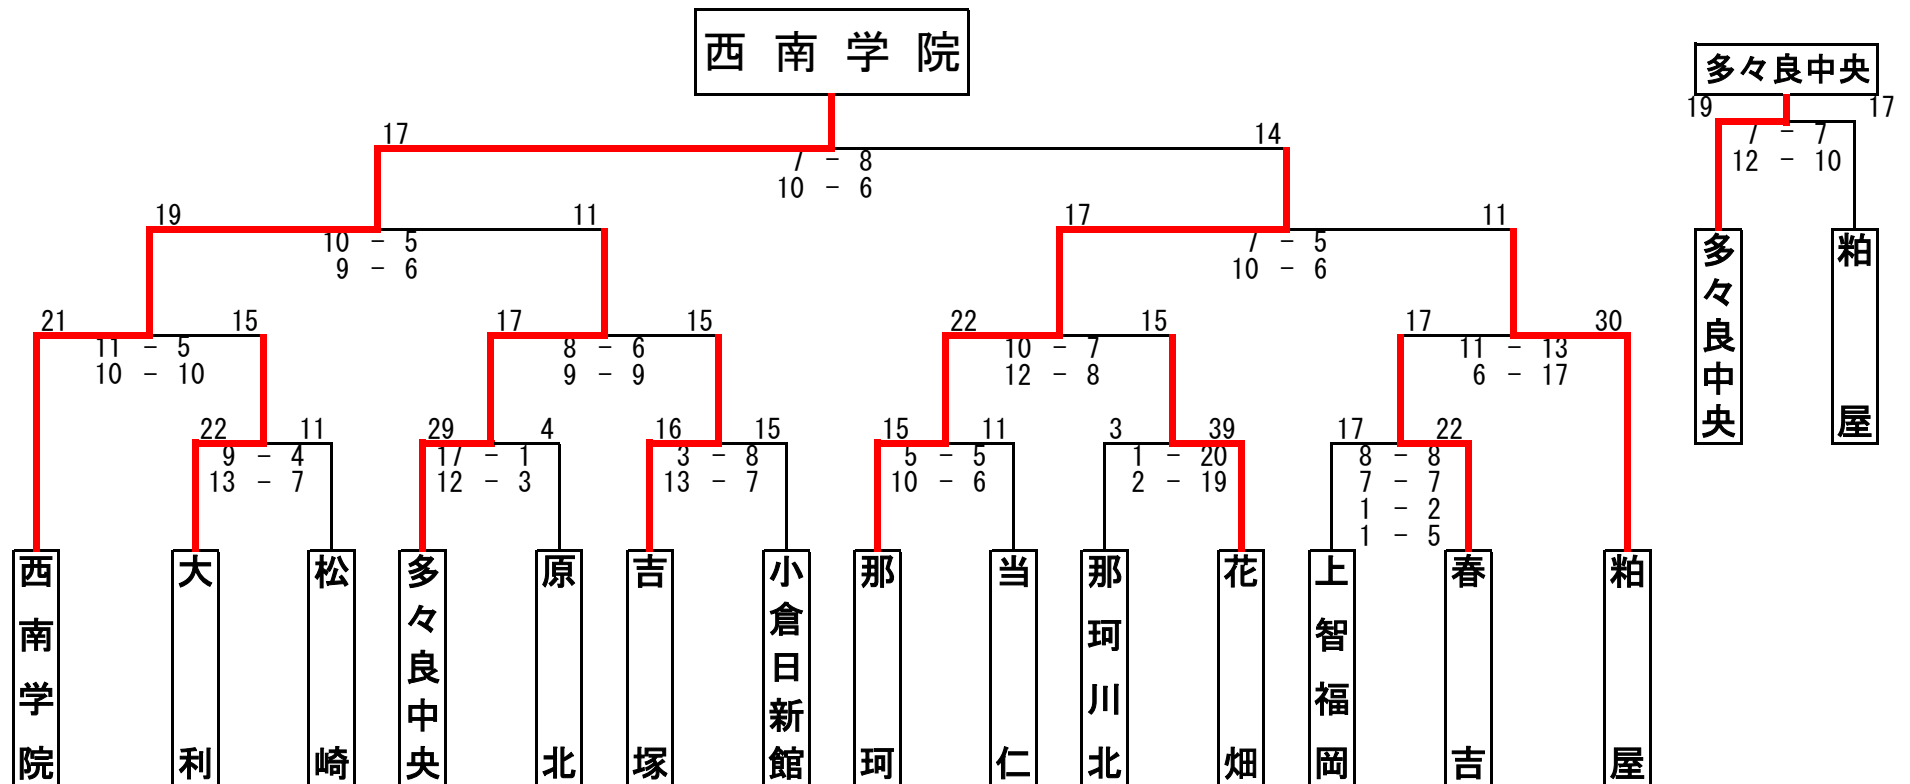 西南学院
多々良中央
19 17
7 - 7
12 - 10
17 14
7 - 8
10 - 6
19 11
10 - 5
9 - 6
17 11
7 - 5
10 - 6
多々良中央
粕屋
21 15
11 - 5
10 - 10
17 15
8 - 6
9 - 9
22 15
10 - 7
12 - 8
17 30
11 - 13
6 - 17
22 11
9 - 4
13 - 7
29 4
17 - 1
12 - 3
16 15
3 - 8
13 - 7
15 11
5 - 5
10 - 6
3 39
1 - 20
2 - 19
17 22
8 - 8
7 - 7
1 - 2
1 - 5
西南学院
大利
松崎
多々良中央
原北
吉塚
小倉日新館
那珂
当仁
那珂川北
花畑
上智福岡
春吉
粕屋